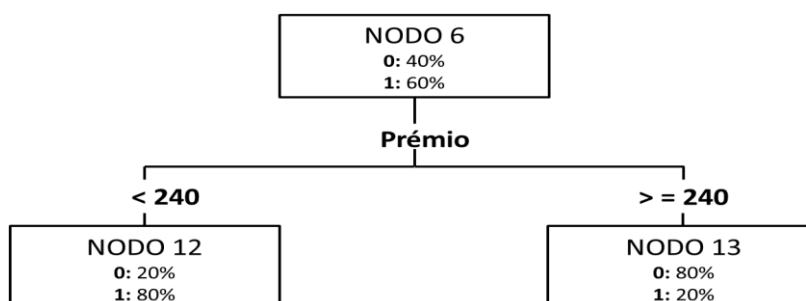 NODO 6
0: 40%
1: 60%
Prémio
< 240
> = 240
NODO 12
0: 20%
1: 80%
NODO 13
0: 80%
1: 20%